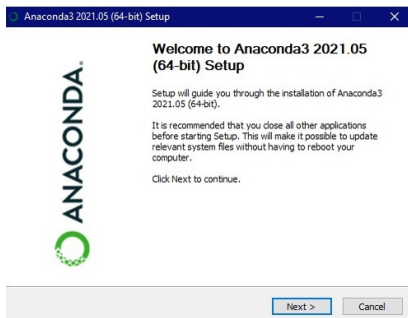 Anaconda3 2021.05 (64-bit) Setup
ANACONDA.
Welcome to Anaconda3 2021.05
(64-bit) Setup
Setup will guide you through the installation of Anaconda3
2021.05 (64-bit).
It is recommended that you close all other applications
before starting Setup. This will make it possible to update
relevant system files without having to reboot your
computer.
Click Next to continue.
Next >
Cancel